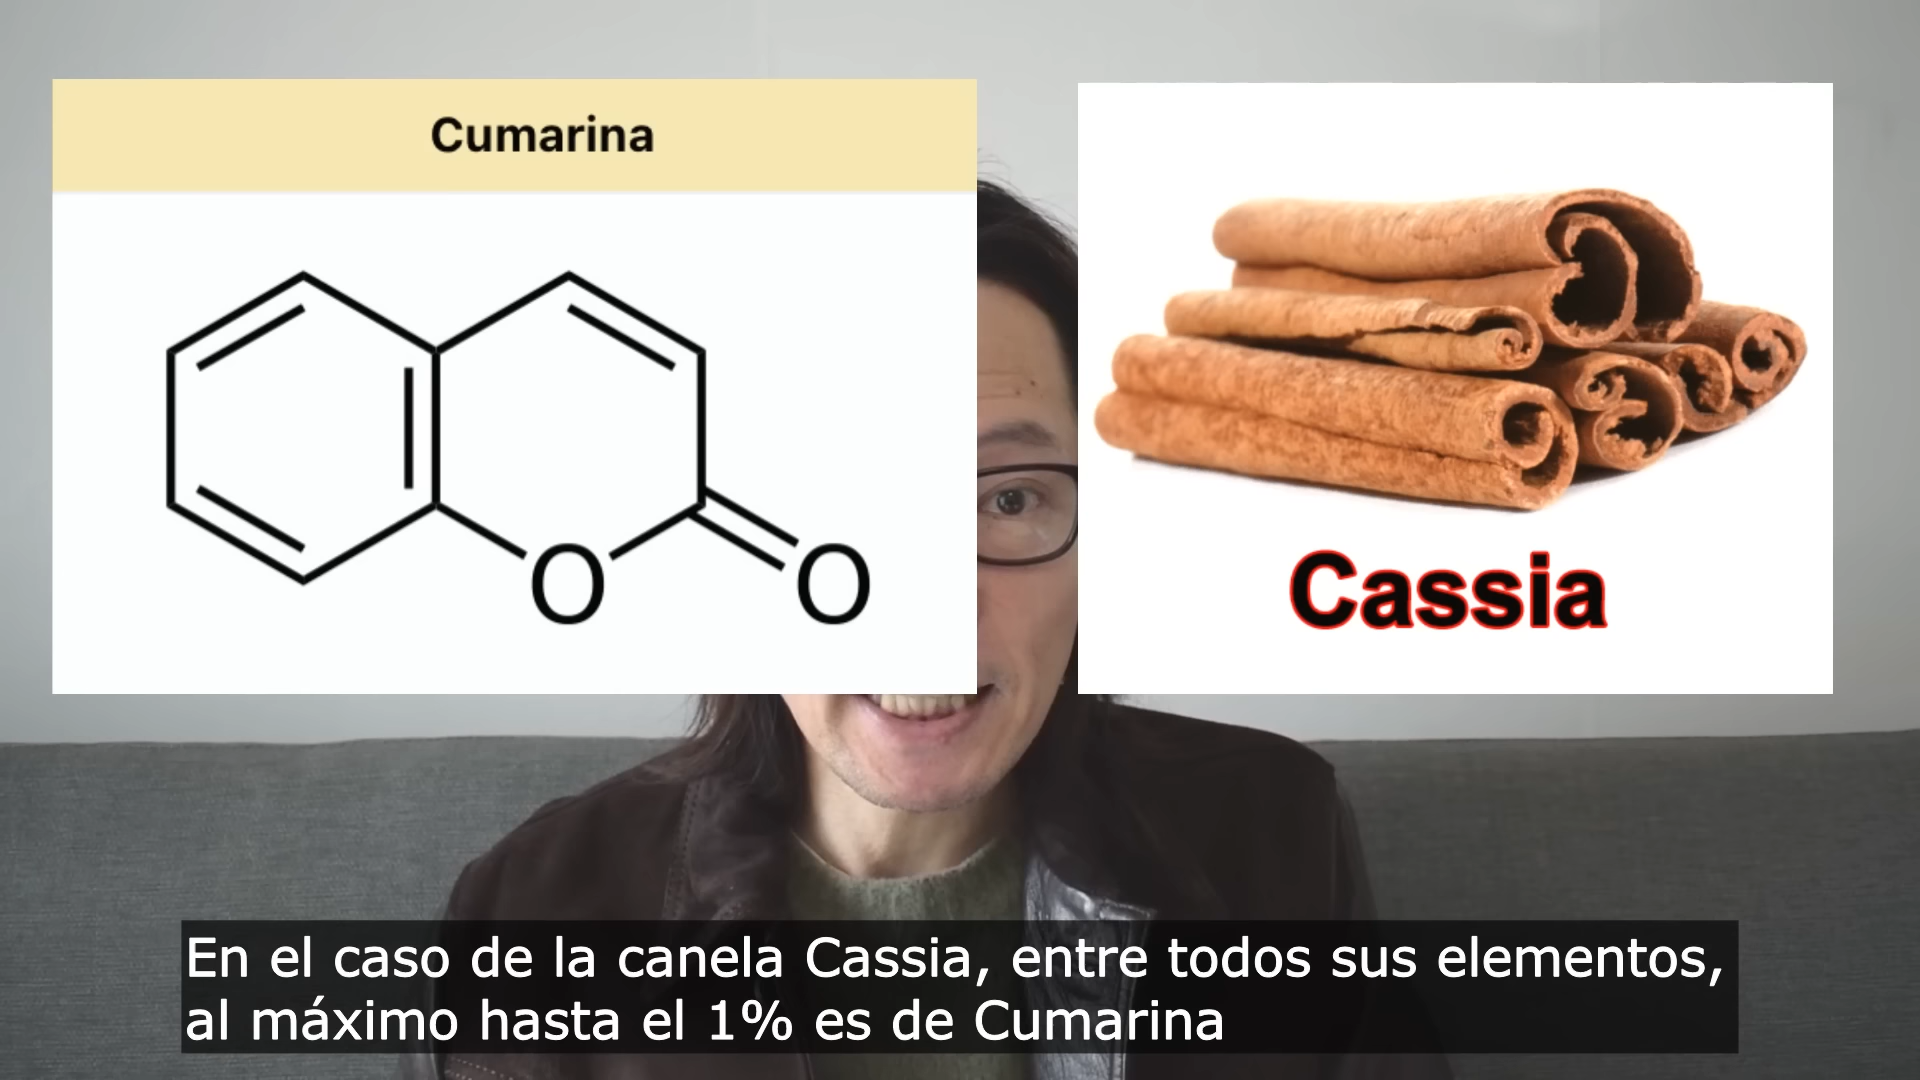 Cumarina
O
O
Cassia
En el caso de la canela Cassia, entre todos sus elementos,
al máximo hasta el 1% es de Cumarina